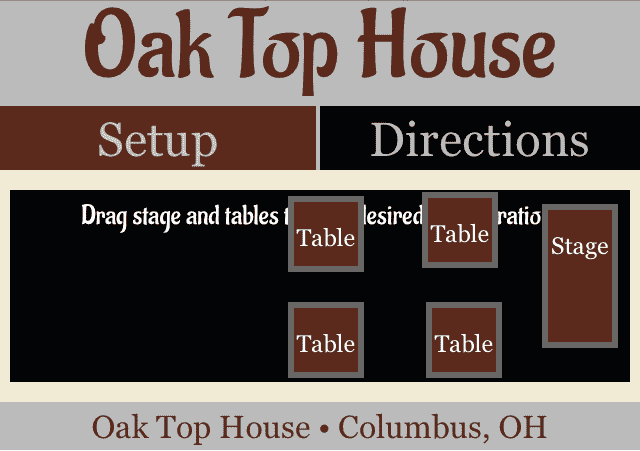 Oak Top House
Setup
Directions
Drag stage and tables t desired ratio
Table
Table
Stage
Table
Table
Oak Top House • Columbus, OH